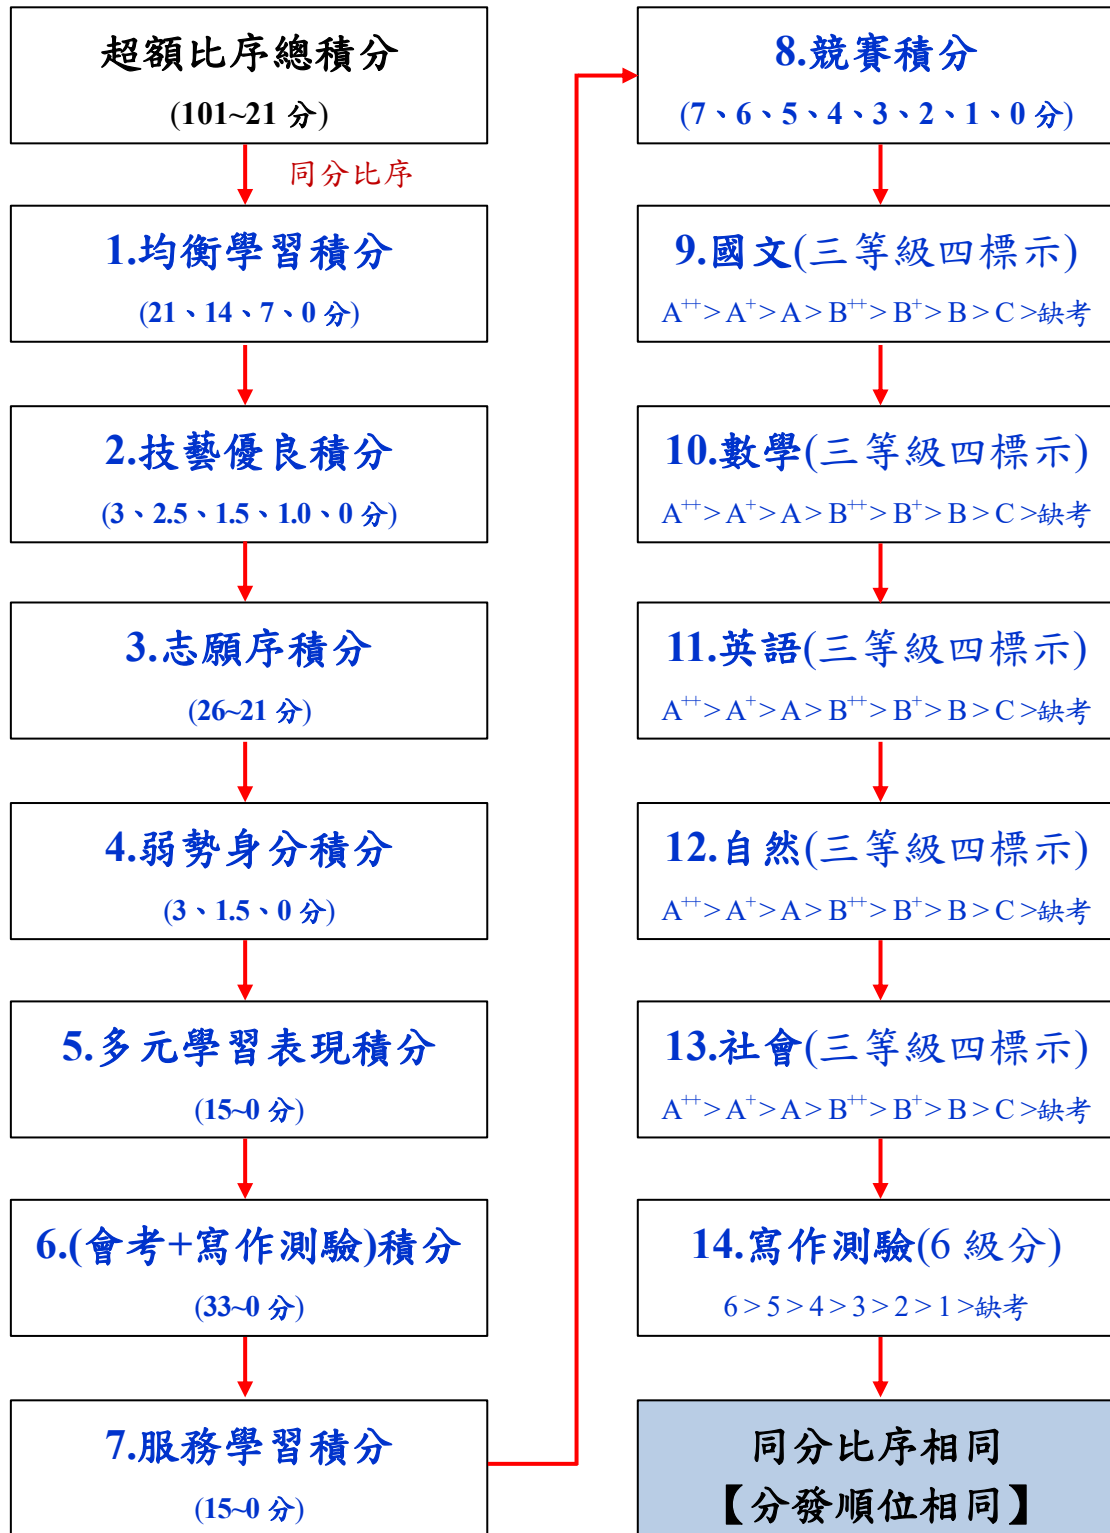 超額比序總積分
(101~21 分)
同分比序
1.均衡學習積分
(21、14、7、0 分)
2.技藝優良積分
(3、2.5、1.5、1.0、0 分)
3.志願序積分
(26~21 分)
4.弱勢身分積分
(3、1.5、0 分)
5.多元學習表現積分
(15~0 分)
6.(會考+寫作測驗)積分
(33~0 分)
7.服務學習積分
(15~0 分)
8.競賽積分
(7、6、5、4、3、2、1、0 分)
9.國文(三等級四標示)
A++>A+>A>B++>B+>B>C>缺考
10.數學(三等級四標示)
A++>A+>A>B++>B+>B>C>缺考
11.英語(三等級四標示)
A++>A+>A>B++>B+>B>C>缺考
12.自然(三等級四標示)
A++>A+>A>B++>B+>B>C>缺考
13.社會(三等級四標示)
A++>A+>A>B++>B+>B>C>缺考
14.寫作測驗(6 級分)
6>5>4>3>2>1>缺考
同分比序相同
【分發順位相同】